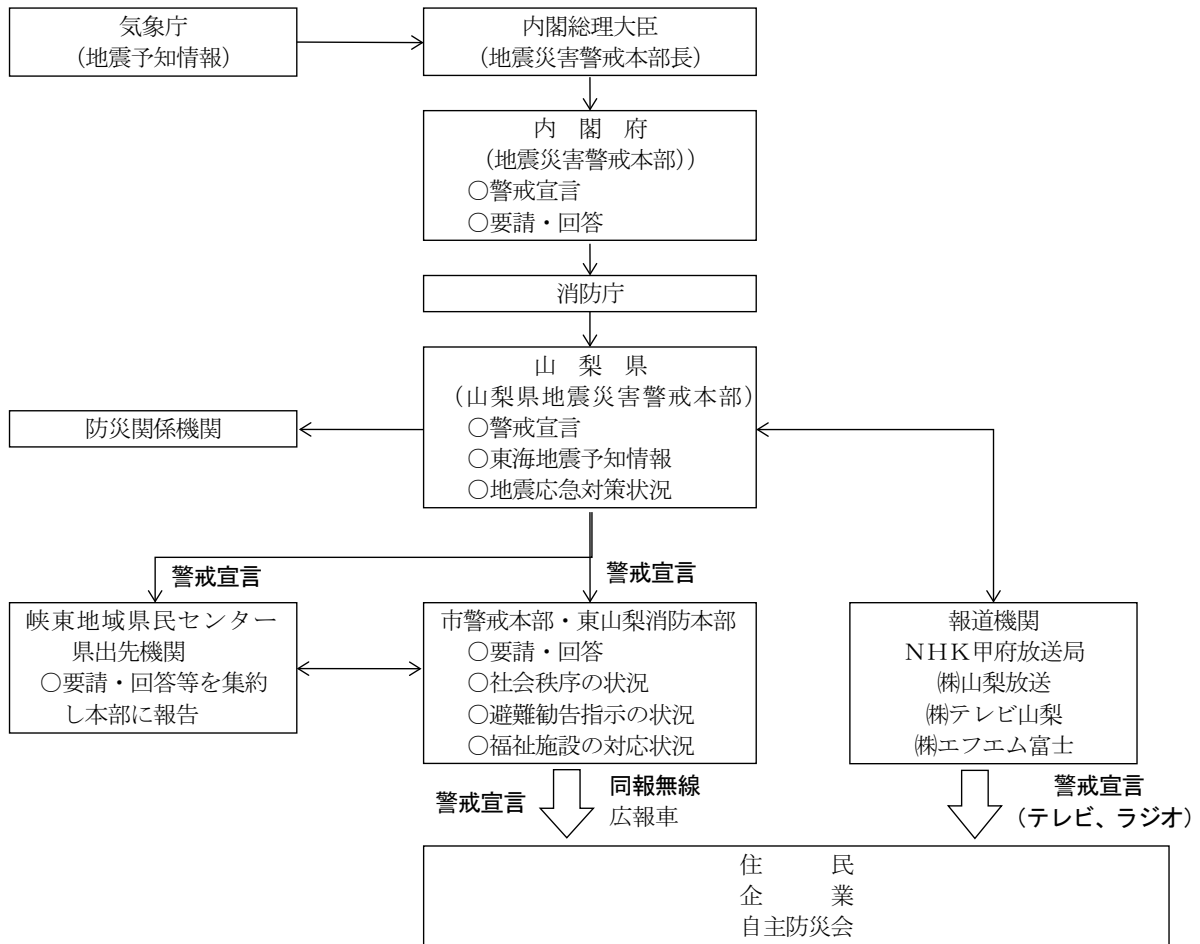 気象庁
(地震予知情報)
内閣総理大臣
(地震災害警戒本部長)
内　閣　府
(地震災害警戒本部))
○警戒宣言
○要請・回答
消防庁
山　梨　県
(山梨県地震災害警戒本部)
○警戒宣言
○東海地震予知情報
○地震応急対策状況
防災関係機関
警戒宣言
警戒宣言
峡東地域県民センター
県出先機関
○要請・回答等を集約
し本部に報告
市警戒本部・東山梨消防本部
○要請・回答
○社会秩序の状況
○避難勧告指示の状況
○福祉施設の対応状況
報道機関
NHK甲府放送局
㈱山梨放送
㈱テレビ山梨
㈱エフエム富士
警戒宣言
同報無線
広報車
警戒宣言
(テレビ、ラジオ)
住　　　民
企　　　業
自主防災会